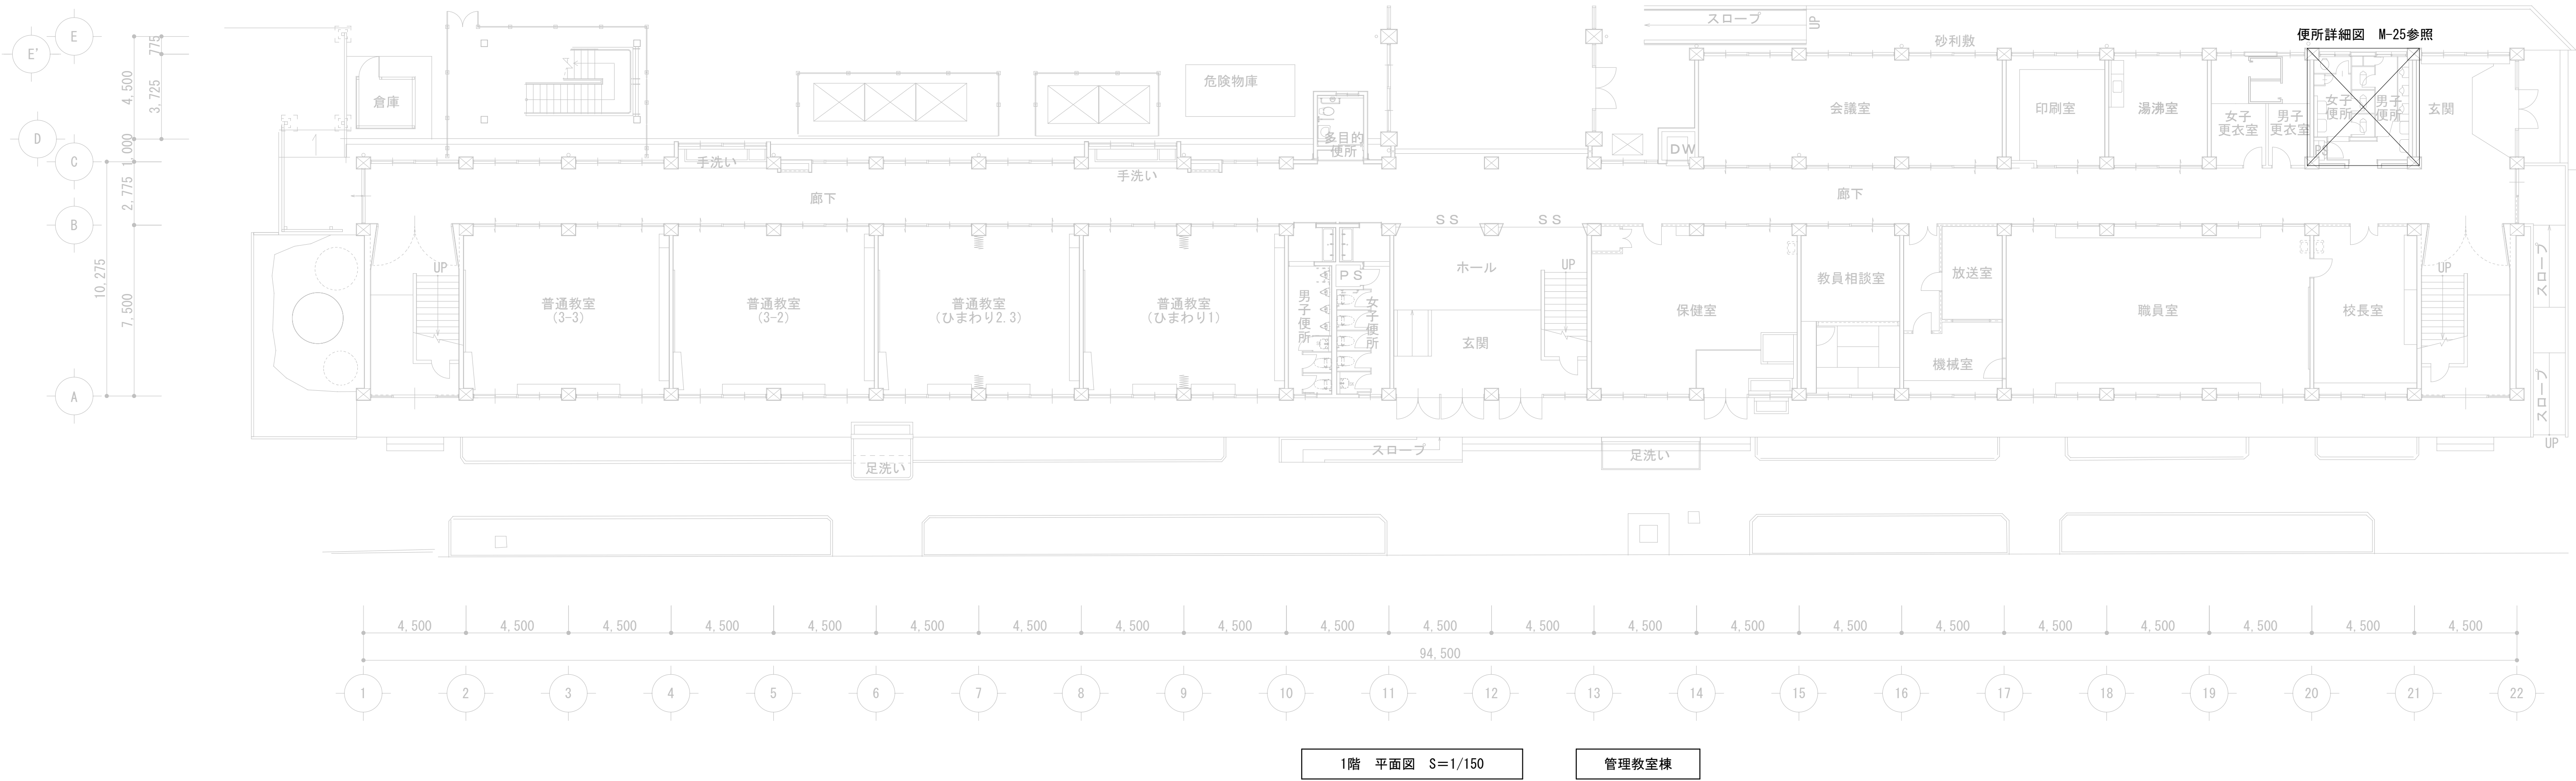 スロープ
UP
E
E'
775
4,500
3,725
倉庫
危険物庫
砂利敷
便所詳細図 M-25参照
会議室
印刷室
湯沸室
女子
更衣室
男子
更衣室
女子
便所
男子
便所
PS
玄関
D
1,000
C
手洗い
手洗い
多目的
便所
DW
2,775
廊下
廊下
B
SS
SS
10,275
7,500
UP
普通教室
(3-3)
普通教室
(3-2)
普通教室
(ひまわり2.3)
普通教室
(ひまわり1)
男子便所
PS
女子便所
ホール
UP
玄関
保健室
教員相談室
放送室
機械室
職員室
校長室
UP
スロープ
スロープ
UP
A
足洗い
スロープ
足洗い
4,500 4,500 4,500 4,500 4,500 4,500 4,500 4,500 4,500 4,500 4,500 4,500 4,500 4,500 4,500 4,500 4,500 4,500 4,500 4,500 4,500
94,500
1 2 3 4 5 6 7 8 9 10 11 12 13 14 15 16 17 18 19 20 21 22
1階 平面図 S=1/150
管理教室棟